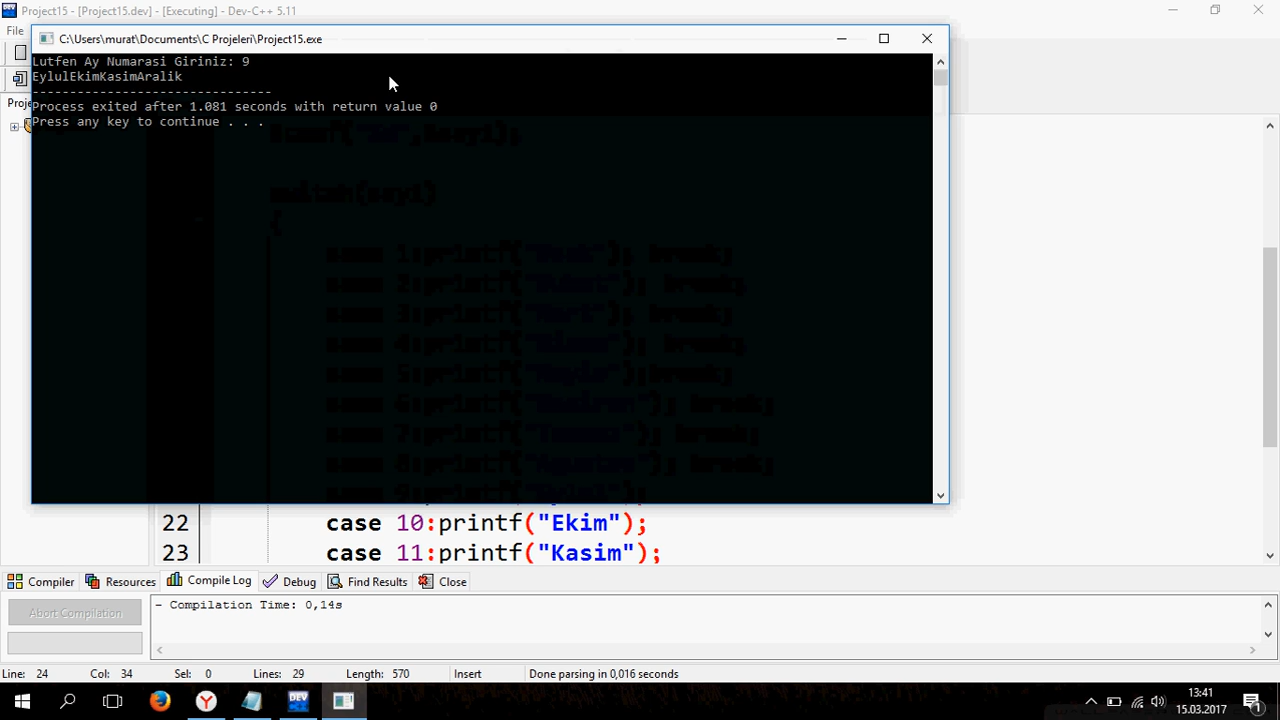 Project15 - [Project15.dev] - [Executing] - Dev-C++ 5.11
File
C:\Users\murat\Documents\C Projeleri\Project15.exe
Lutfen Ay Numarasi Giriniz: 9
EylulEkimKasimAralik
--------------------------------
Process exited after 1.081 seconds with return value 0
Press any key to continue . . .
Proje
switch(sayi)
{
22 case 10:printf("Ekim");
23 case 11:printf("Kasim");
Compiler Resources Compile Log Debug Find Results Close
Abort Compilation
- Compilation Time: 0,14s
Line: 24 Col: 34 Sel: 0 Lines: 29 Length: 570 Insert Done parsing in 0,016 seconds
13:41
15.03.2017